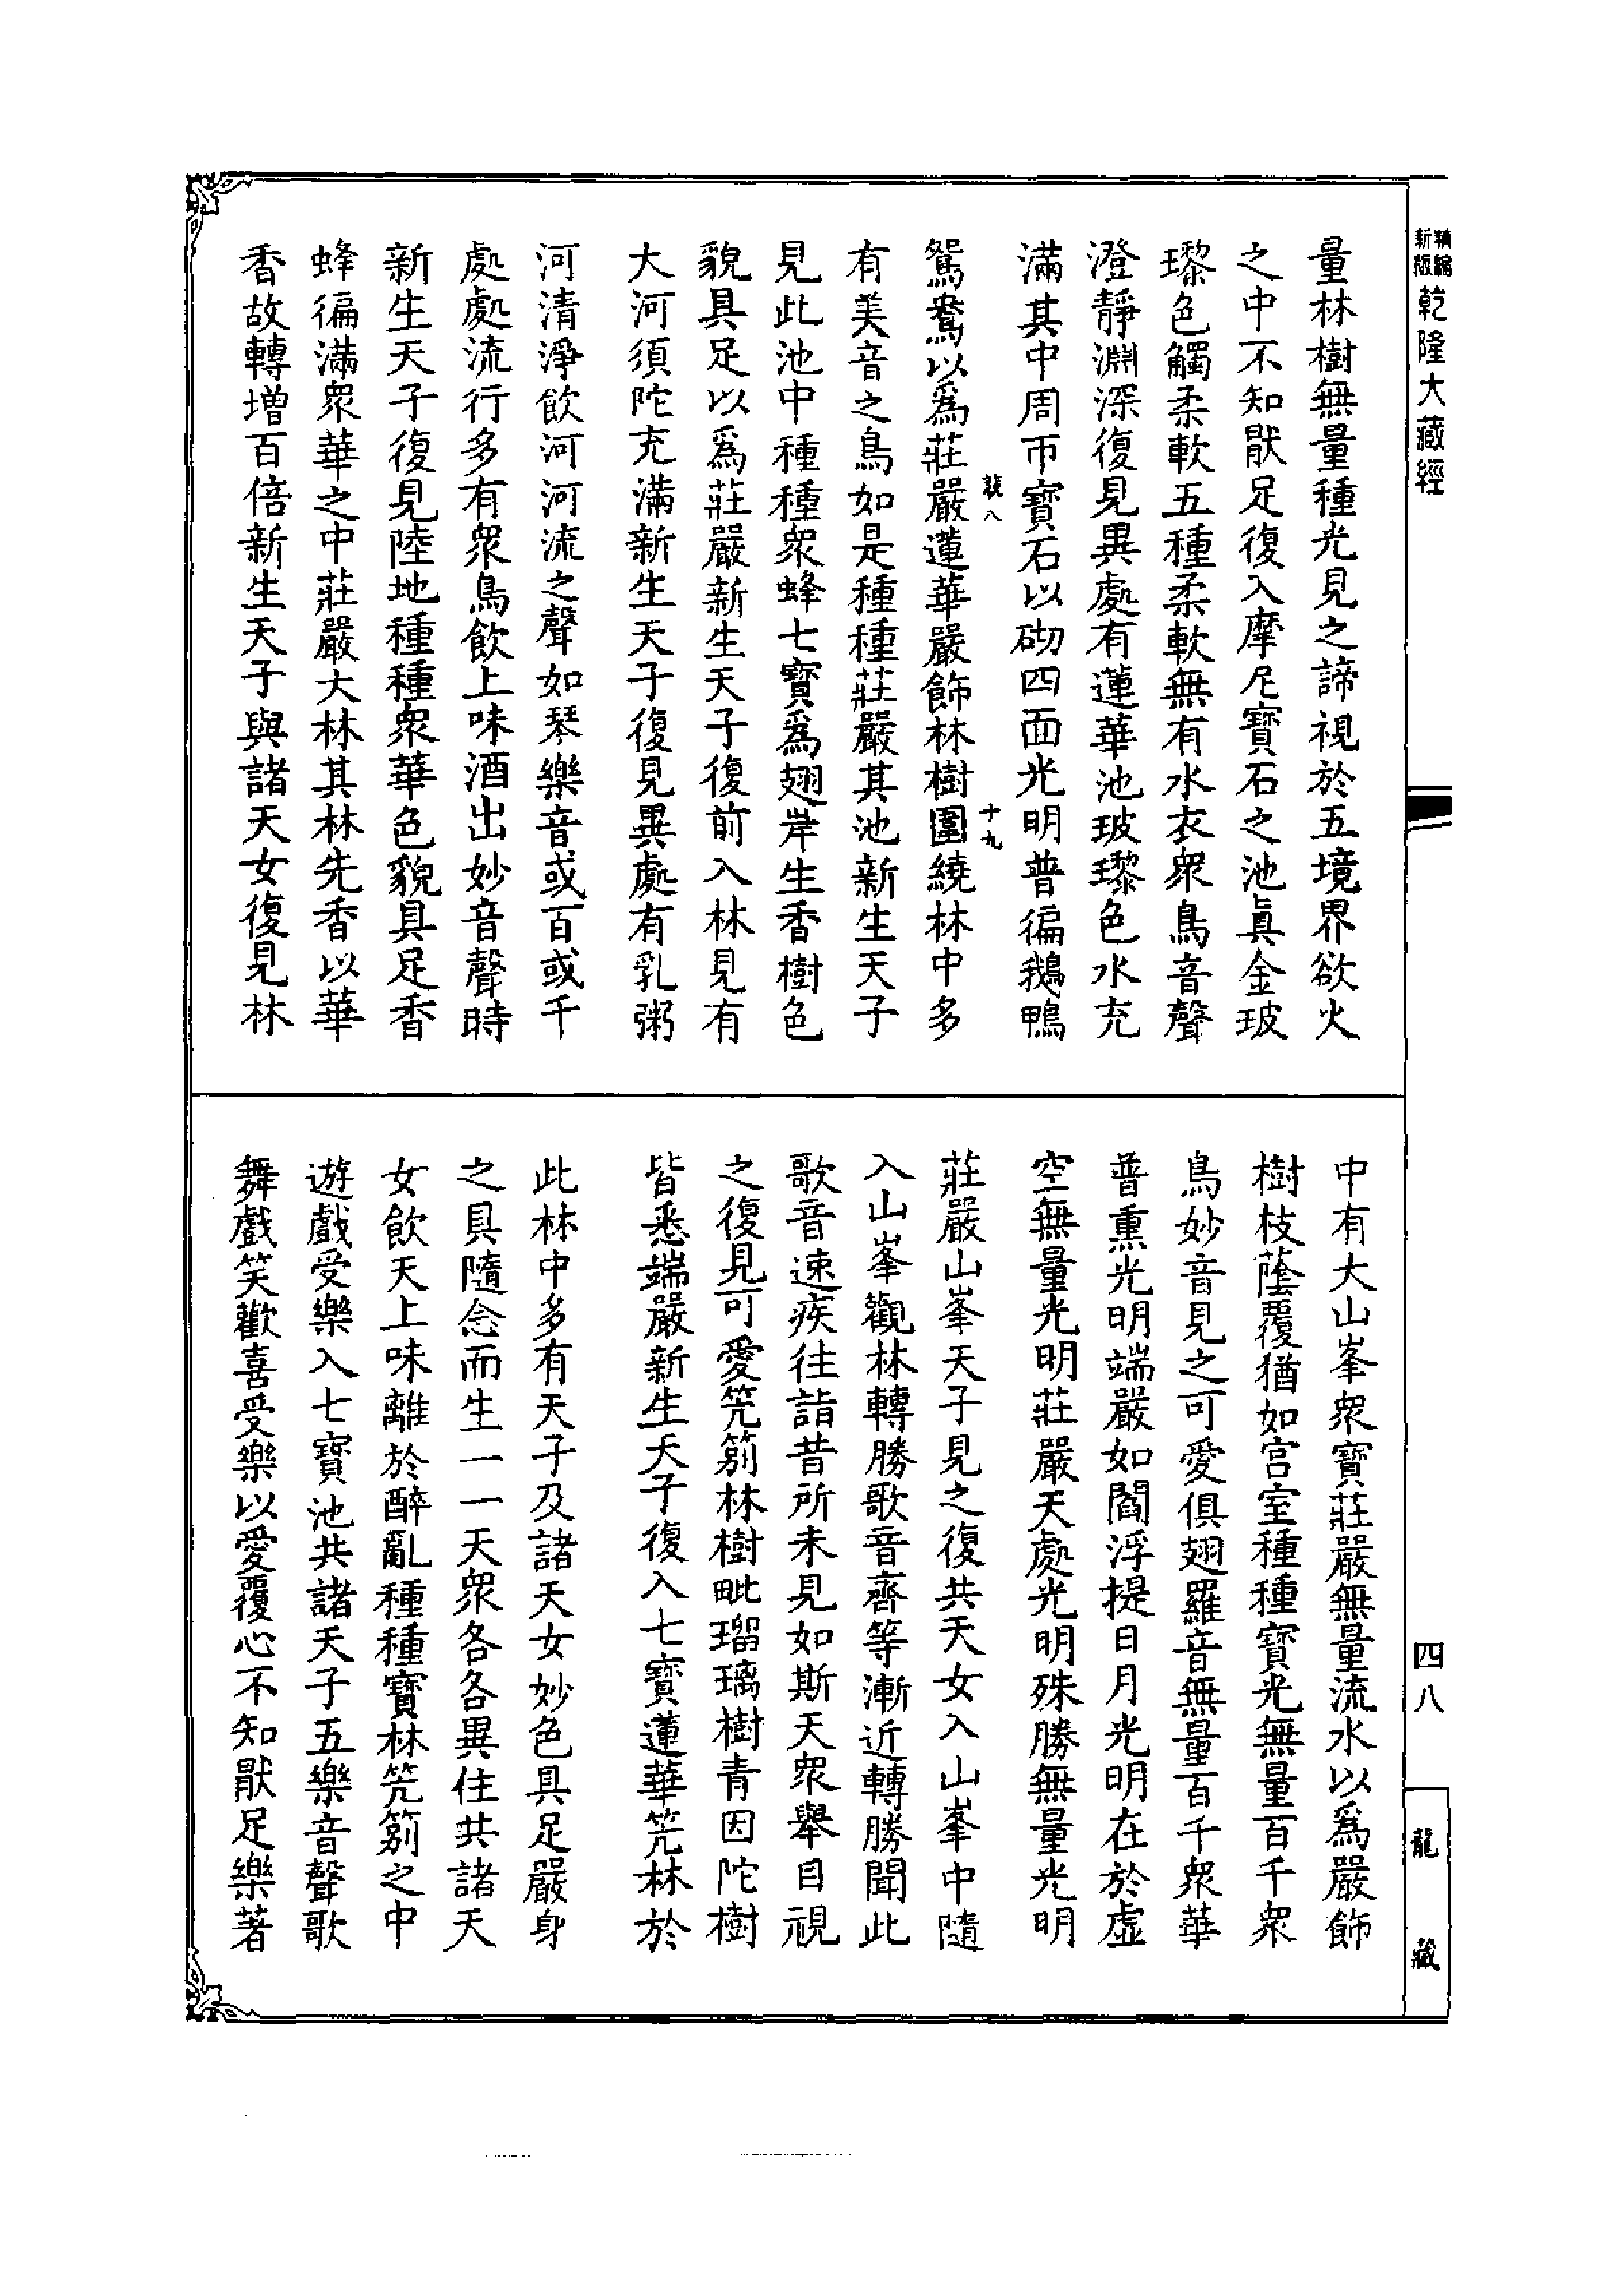 新版精縮乾隆大藏經
量林樹無量種光見之諦視於五境界欲火
之中不知猒足復入摩尼寶石之池真金玻
瓈色觸柔軟五種柔軟無有水衣衆鳥音聲
澄靜淵深復見異處有蓮華池玻瓈色水充
滿其中周帀寶石以砌四面光明普徧鵝鴨
十九
鴛鴦以爲莊嚴蓮華嚴飾林樹圍繞林中多
有美音之鳥如是種種莊嚴其池新生天子
見此池中種種衆蜂七寶爲翅岸生香樹色
貌具足以爲莊嚴新生天子復前入林見有
大河須陀充滿新生天子復見異處有乳粥
河清淨飲河河流之聲如琴樂音或百或千
處處流行多有衆鳥飲上味酒出妙音聲時
新生天子復見陸地種種衆華色貌具足香
蜂徧滿衆華之中莊嚴大林其林先香以華
香故轉增百倍新生天子與諸天女復見林
中有大山峯衆寶莊嚴無量流水以爲嚴飾
樹枝蔭覆猶如宮室種種寶光無量百千衆
鳥妙音見之可愛俱翅羅音無量百千衆華
普熏光明端嚴如閻浮提日月光明在於虛
空無量光明莊嚴天處光明殊勝無量光明
莊嚴山峯天子見之復共天女入山峯中隨
入山峯觀林轉勝歌音齊等漸近轉勝聞此
歌音速疾往詣昔所未見如斯天衆舉目視
之復見可愛笐箣林樹毗瑠璃樹青因陀樹
皆悉端嚴新生天子復入七寶蓮華笐林於
此林中多有天子及諸天女妙色具足嚴身
之具隨念而生一一天衆各各異住共諸天
女飲天上味離於醉亂種種寶林笐箣之中
遊戲受樂入七寶池共諸天子五樂音聲歌
舞戲笑歡喜受樂以愛覆心不知猒足樂著
四八
龍藏